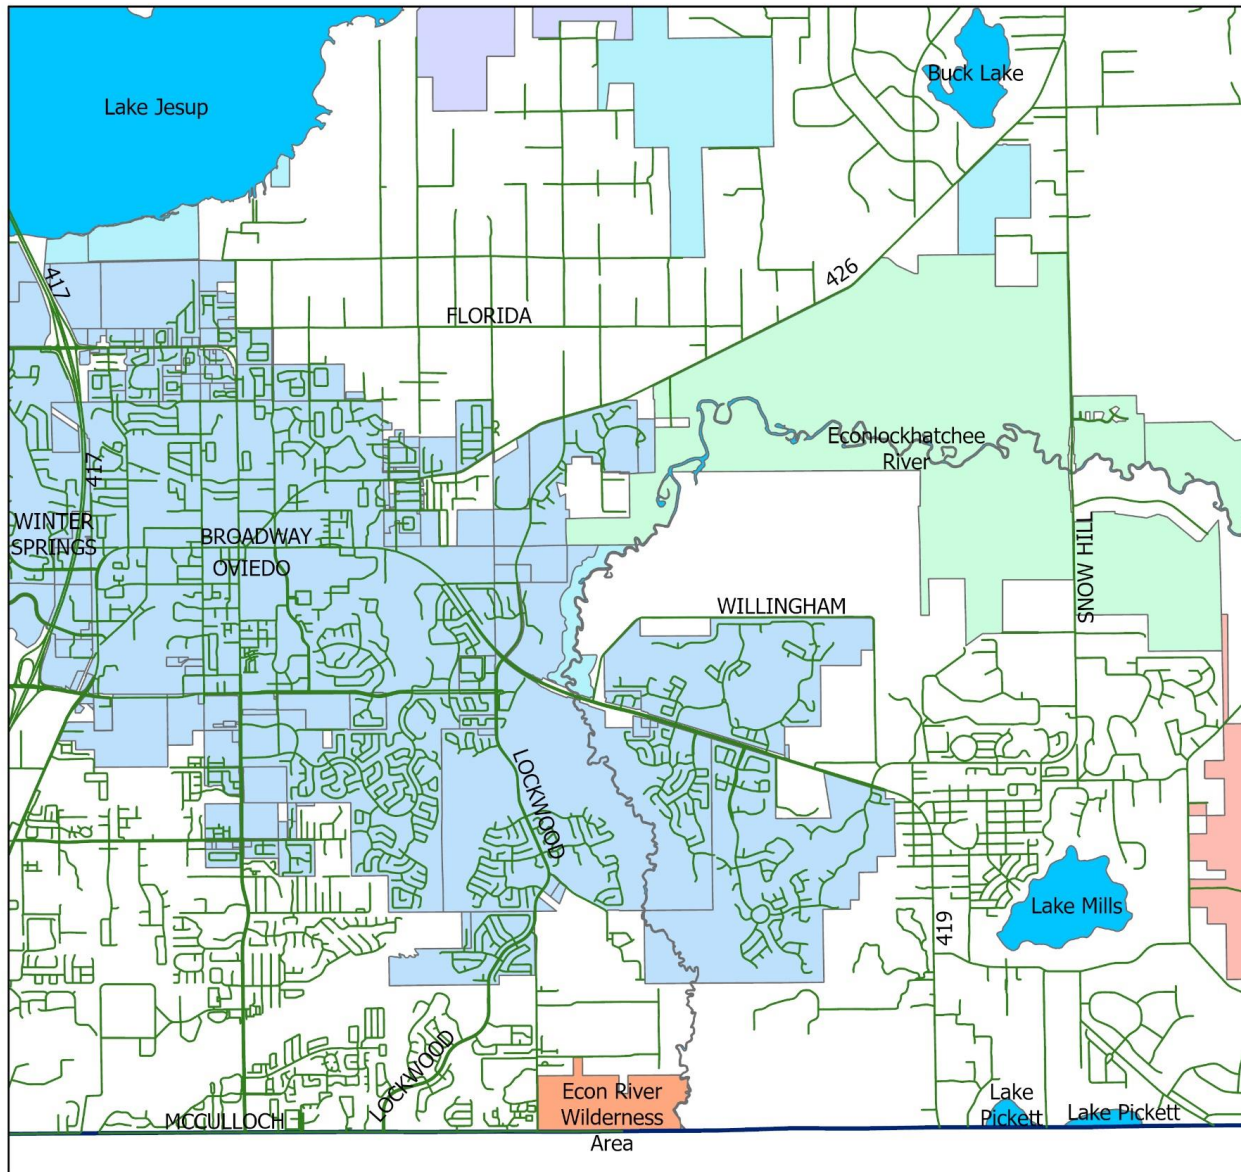 Buck Lake
Lake Jesup
417
426
FLORIDA
Econlockhatchee
River
417
WINTER
SPRINGS
BROADWAY
OVIEDO
SNOW HILL
WILLINGHAM
LOCKWOOD
Lake Mills
419
LOCKWOOD
Econ River
Wilderness
Area
Lake
Pickett
Lake Pickett
MCCULLOCH